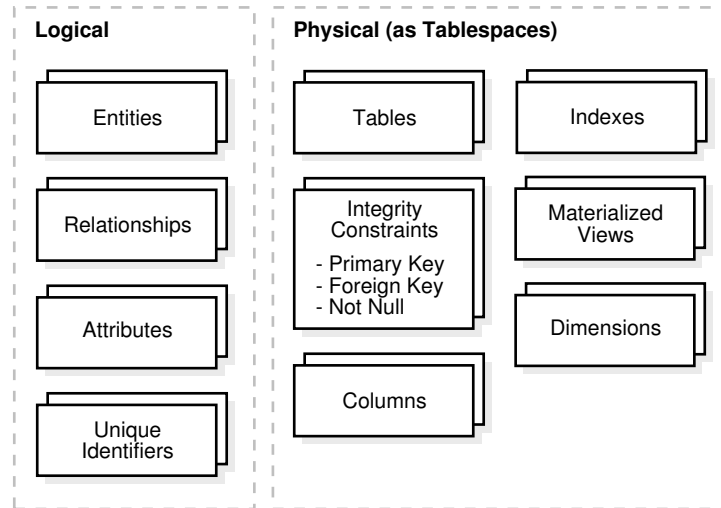 Logical
Entities
Relationships
Attributes
Unique
Identifiers
Physical (as Tablespaces)
Tables
Integrity
Constraints
- Primary Key
- Foreign Key
- Not Null
Columns
Indexes
Materialized
Views
Dimensions